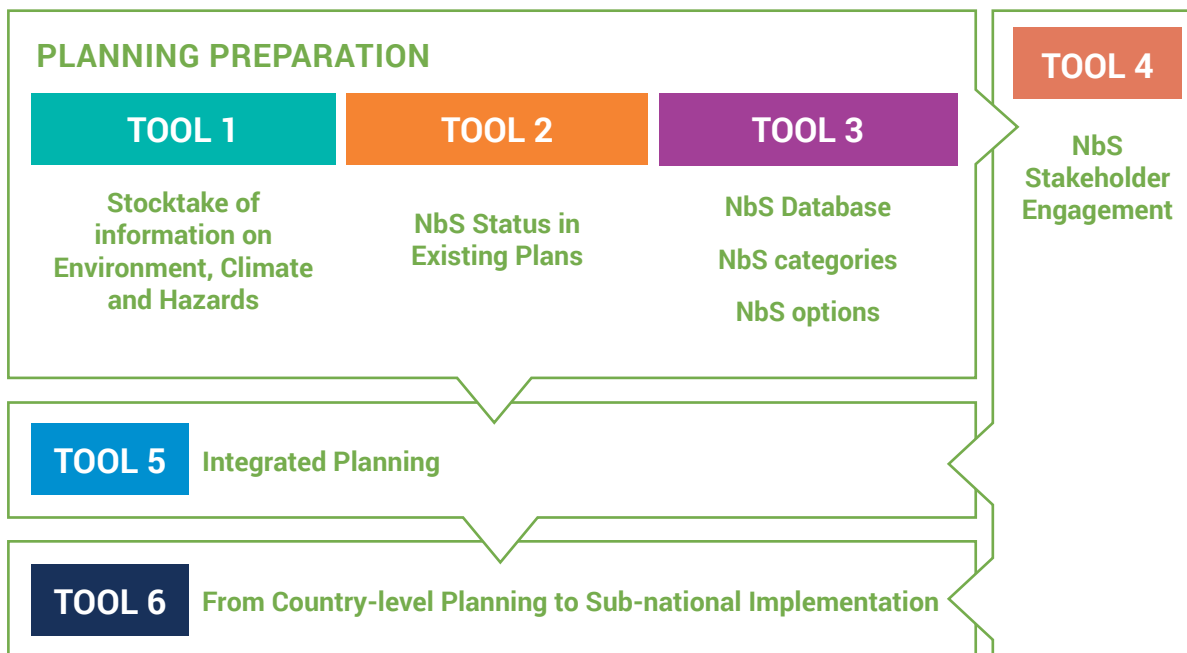 PLANNING PREPARATION
TOOL 1
Stocktake of
information on
Environment, Climate
and Hazards
TOOL 2
NbS Status in
Existing Plans
TOOL 3
NbS Database
NbS categories
NbS options
TOOL 4
NbS
Stakeholder
Engagement
TOOL 5
Integrated Planning
TOOL 6
From Country-level Planning to Sub-national Implementation